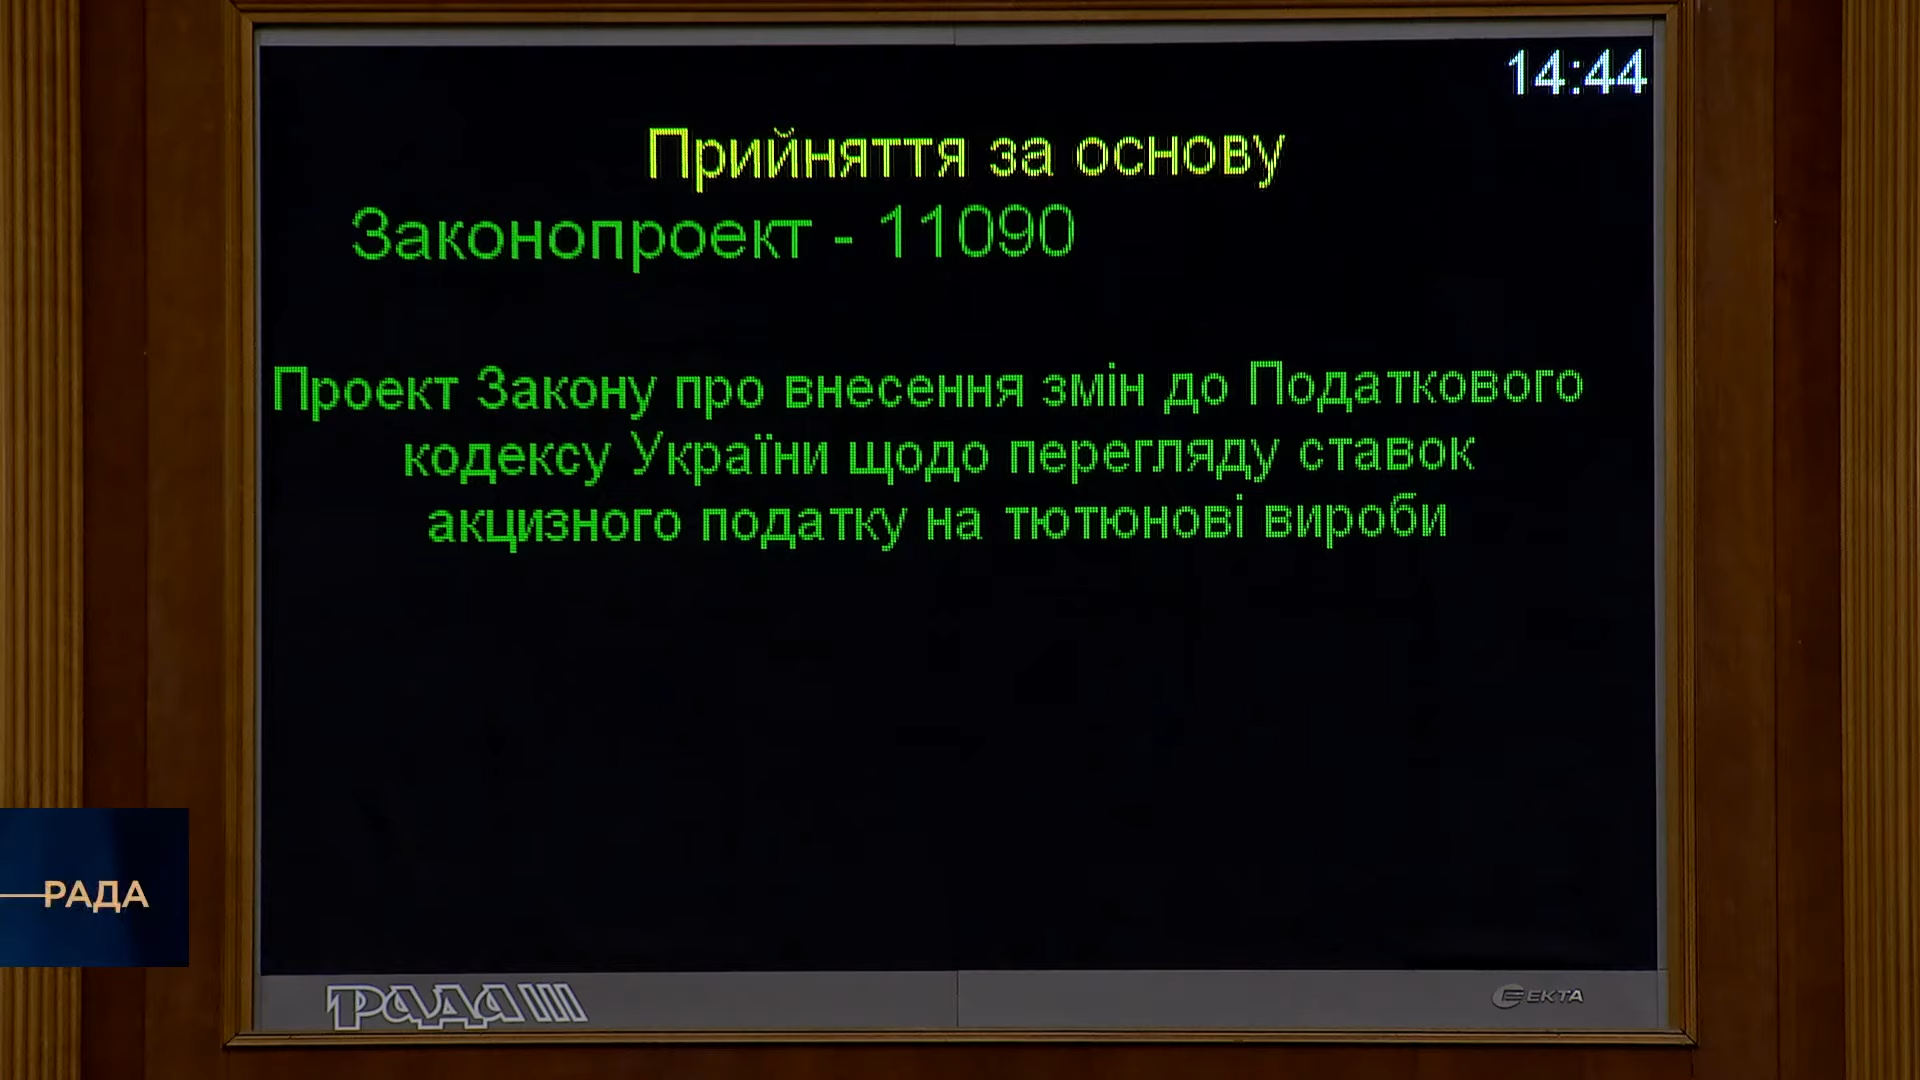 14:44
Прийняття за основу
Законопроект - 11090
Проект Закону про внесення змін до Податкового
кодексу України щодо перегляду ставок
акцизного податку на тютюнові вироби
РАДА
РАДА III
ЕКТА